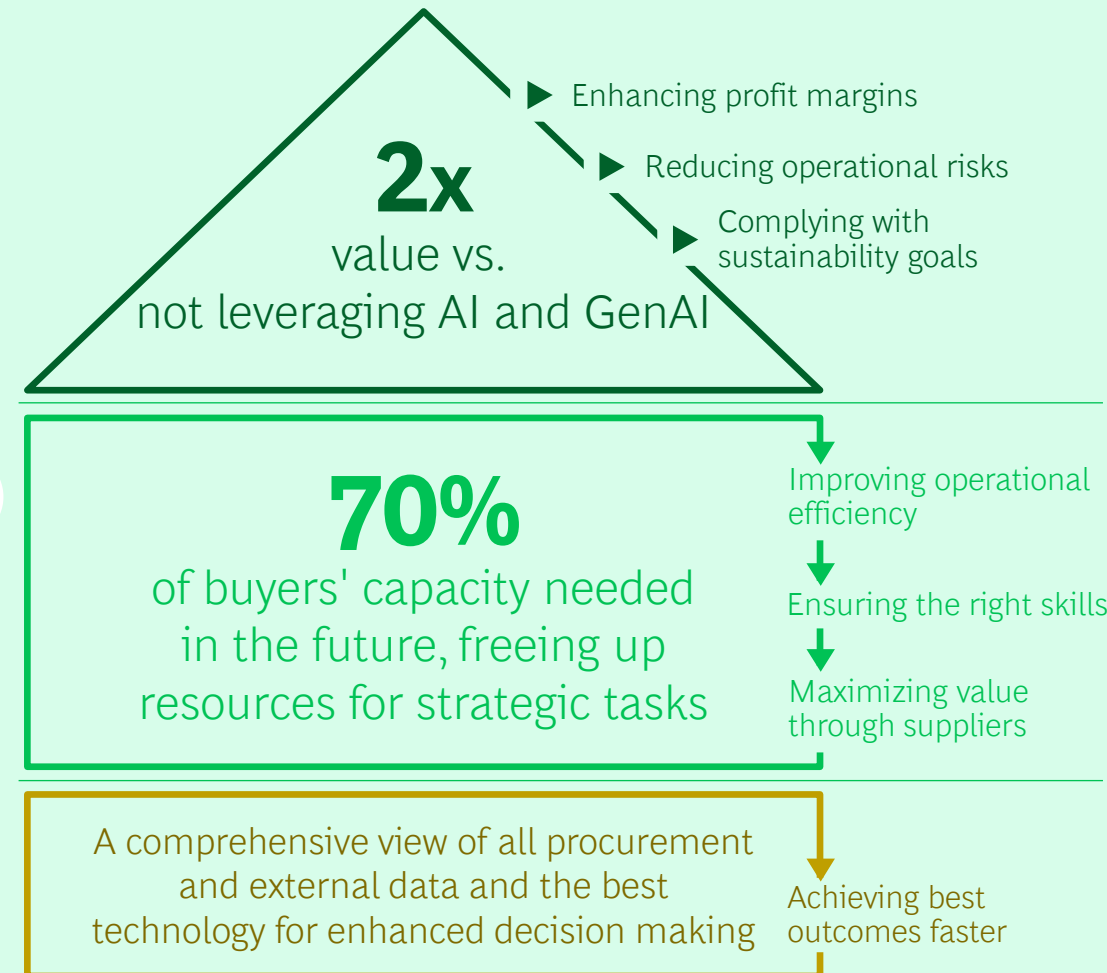 2x
value vs.
not leveraging AI and GenAI
Enhancing profit margins
Reducing operational risks
Complying with
sustainability goals
70%
of buyers' capacity needed
in the future, freeing up
resources for strategic tasks
Improving operational
efficiency
Ensuring the right skills
Maximizing value
through suppliers
A comprehensive view of all procurement
and external data and the best
technology for enhanced decision making
Achieving best
outcomes faster